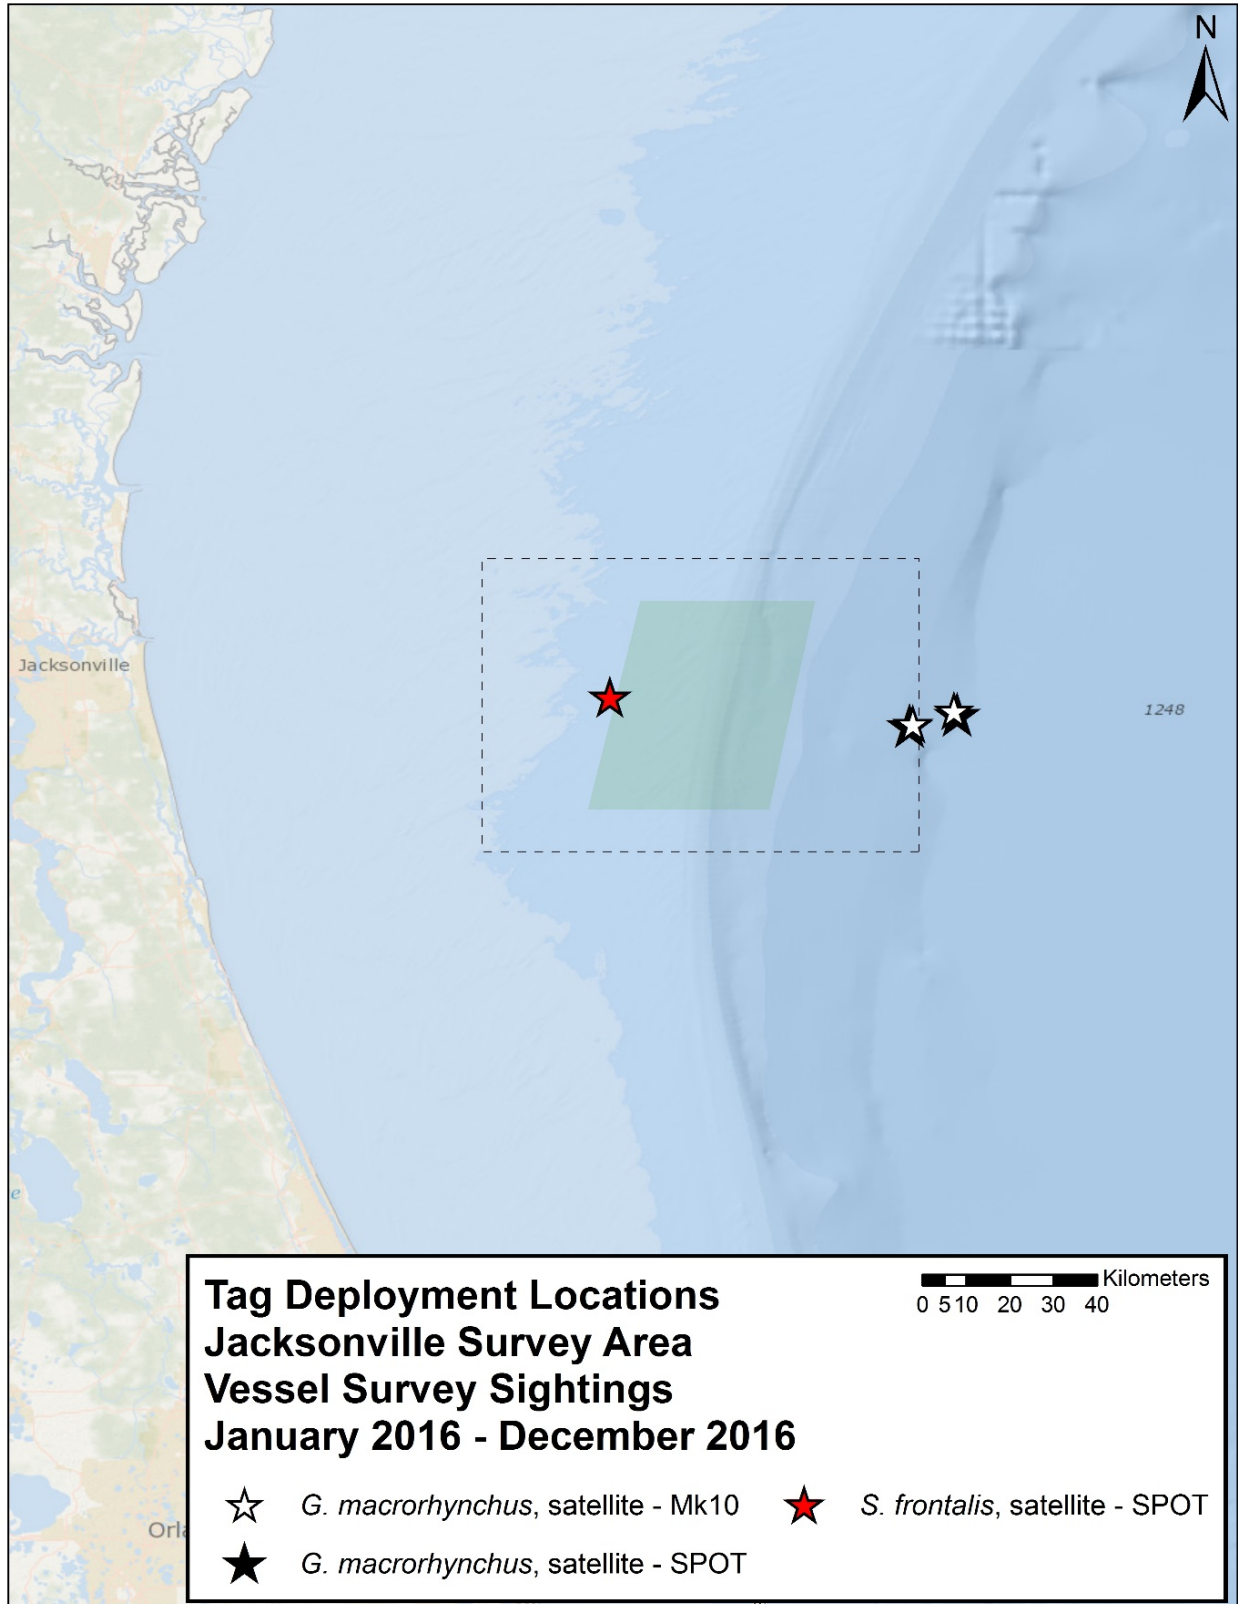 N
Jacksonville
1248
e
Tag Deployment Locations
Jacksonville Survey Area
Vessel Survey Sightings
January 2016 - December 2016
Kilometers
0 5 10 20 30 40
G. macrorhynchus, satellite - Mk10
S. frontalis, satellite - SPOT
Orla
G. macrorhynchus, satellite - SPOT